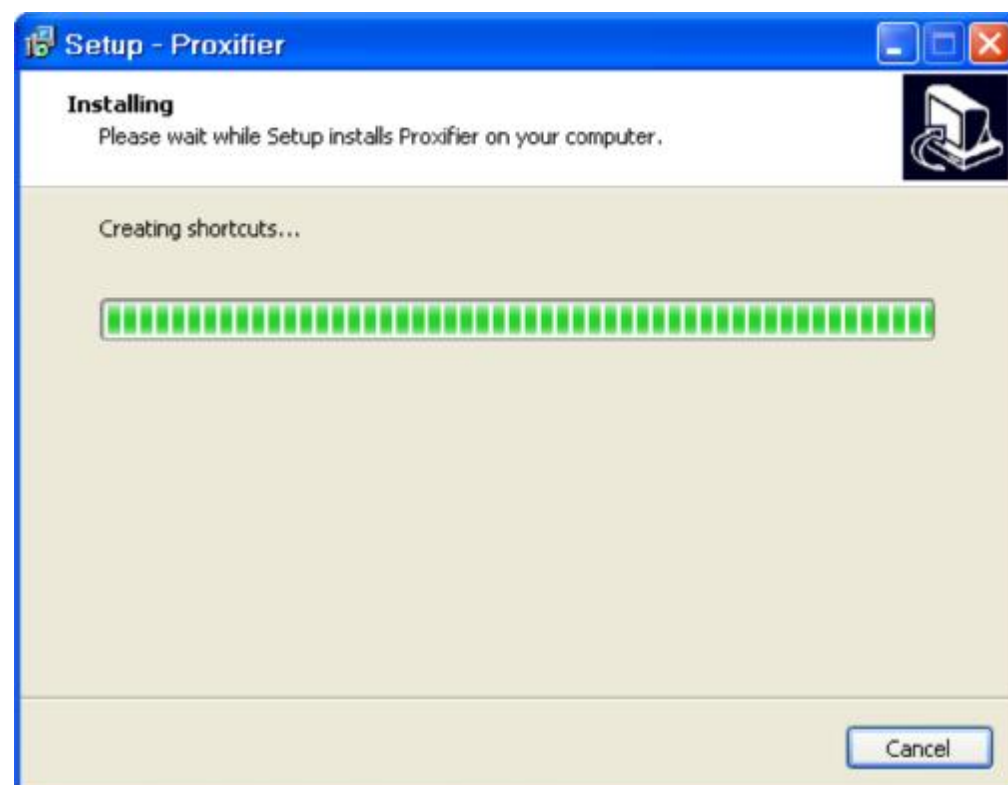 Setup - Proxifier
Installing
Please wait while Setup installs Proxifier on your computer.
Creating shortcuts...
Cancel